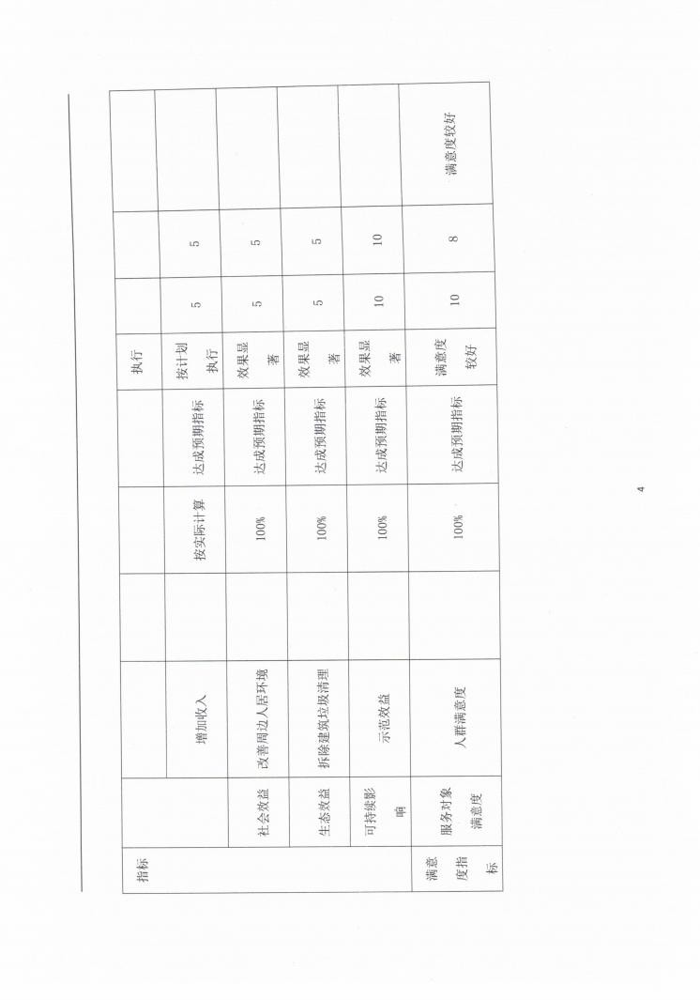 指标
执行
增加收入
按实际计算
达成预期指标
按计划
执行
5
5
社会效益
改善周边人居环境
100%
达成预期指标
效果显
著
5
5
生态效益
拆除建筑垃圾清理
100%
达成预期指标
效果显
著
5
5
可持续影
响
示范效益
100%
达成预期指标
效果显
著
10
10
满意
度指
标
服务对象
满意度
人群满意度
100%
达成预期指标
满意度
较好
10
8
满意度较好
4